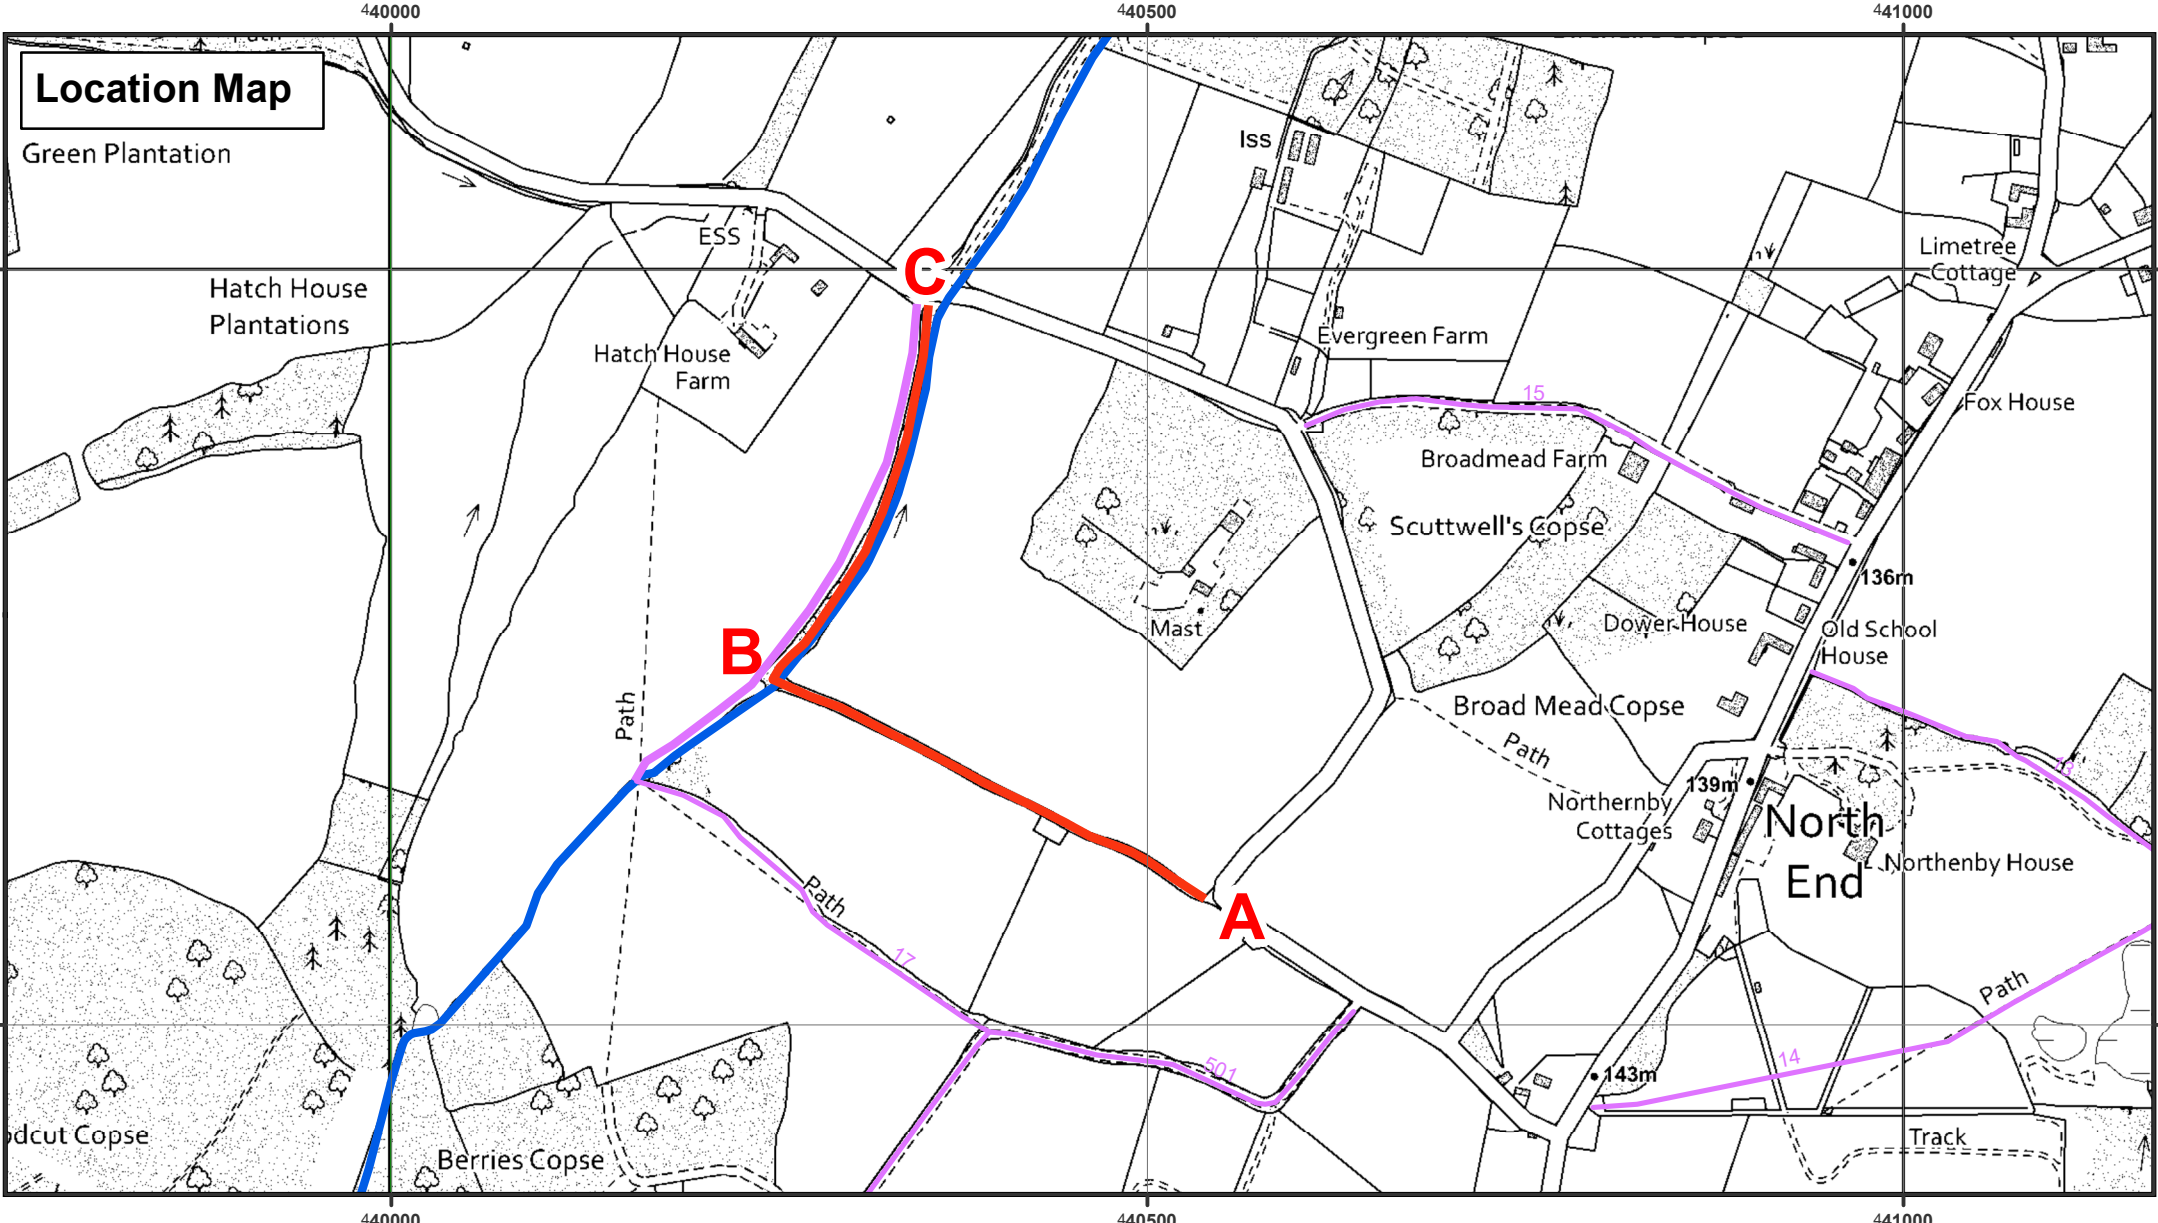 440000
440500
441000
Location Map
Green Plantation
Iss
ESS
Limetree
Cottage
C
Hatch House
Plantations
Evergreen Farm
Hatch House
Farm
15
Fox House
Broadmead Farm
Scuttwell's Copse
136m
Mast
Dower House
Old School
House
B
Path
Broad Mead Copse
Path
13
139m
Northernby
Cottages
North
End
Northenby House
Path
A
17
Path
501
14
143m
dcut Copse
Berries Copse
Track
440000
440500
441000